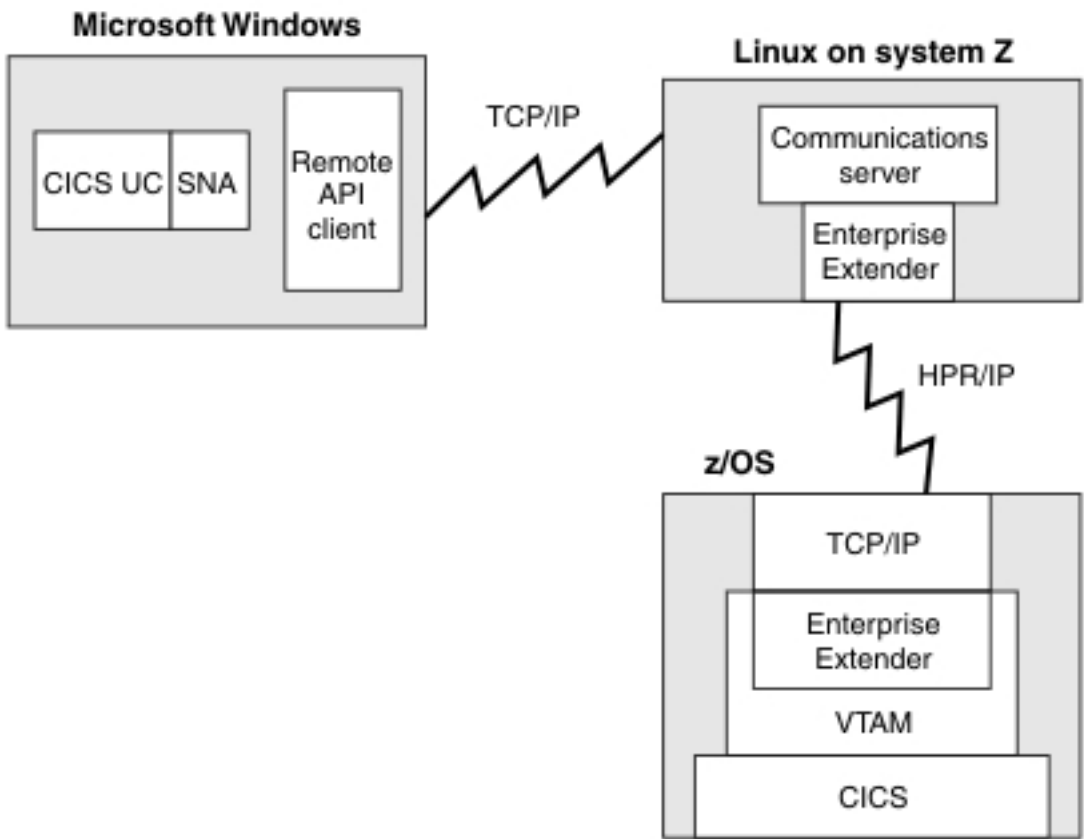 Microsoft Windows
CICS UC
SNA
Remote
API
client
TCP/IP
Linux on system Z
Communications
server
Enterprise
Extender
HPR/IP
z/OS
TCP/IP
Enterprise
Extender
VTAM
CICS